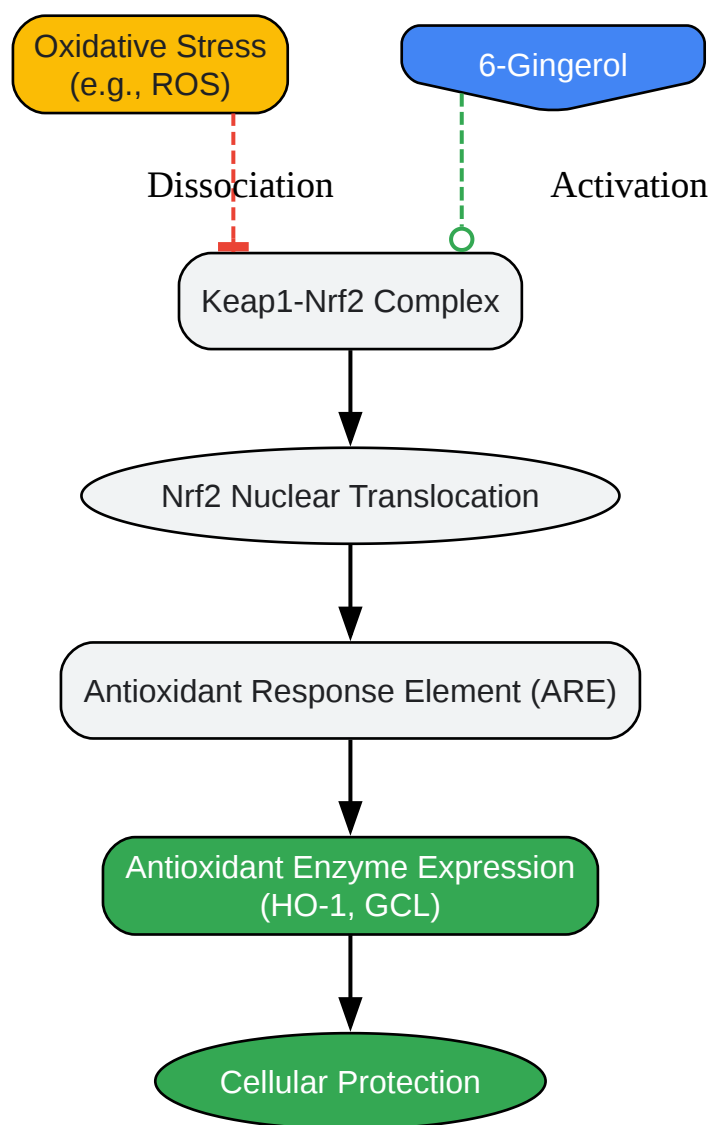 Oxidative Stress
(e.g., ROS)
6-Gingerol
Dissociation
Activation
Keap1-Nrf2 Complex
Nrf2 Nuclear Translocation
Antioxidant Response Element (ARE)
Antioxidant Enzyme Expression
(HO-1, GCL)
Cellular Protection